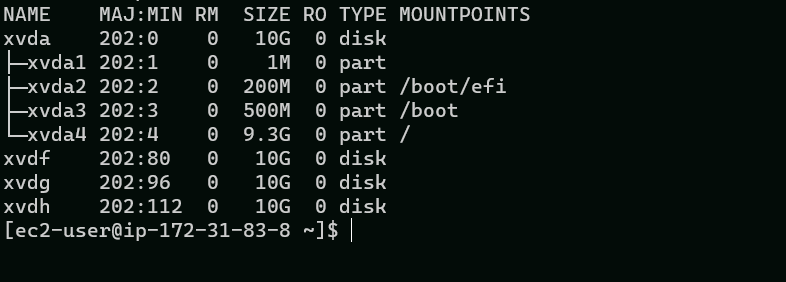 NAME    MAJ:MIN RM  SIZE RO TYPE MOUNTPOINTS
xvda    202:0    0   10G  0 disk
├─xvda1 202:1    0    1M  0 part
├─xvda2 202:2    0  200M  0 part /boot/efi
├─xvda3 202:3    0  500M  0 part /boot
└─xvda4 202:4    0  9.3G  0 part /
xvdf    202:80   0   10G  0 disk
xvdg    202:96   0   10G  0 disk
xvdh    202:112  0   10G  0 disk
[ec2-user@ip-172-31-83-8 ~]$